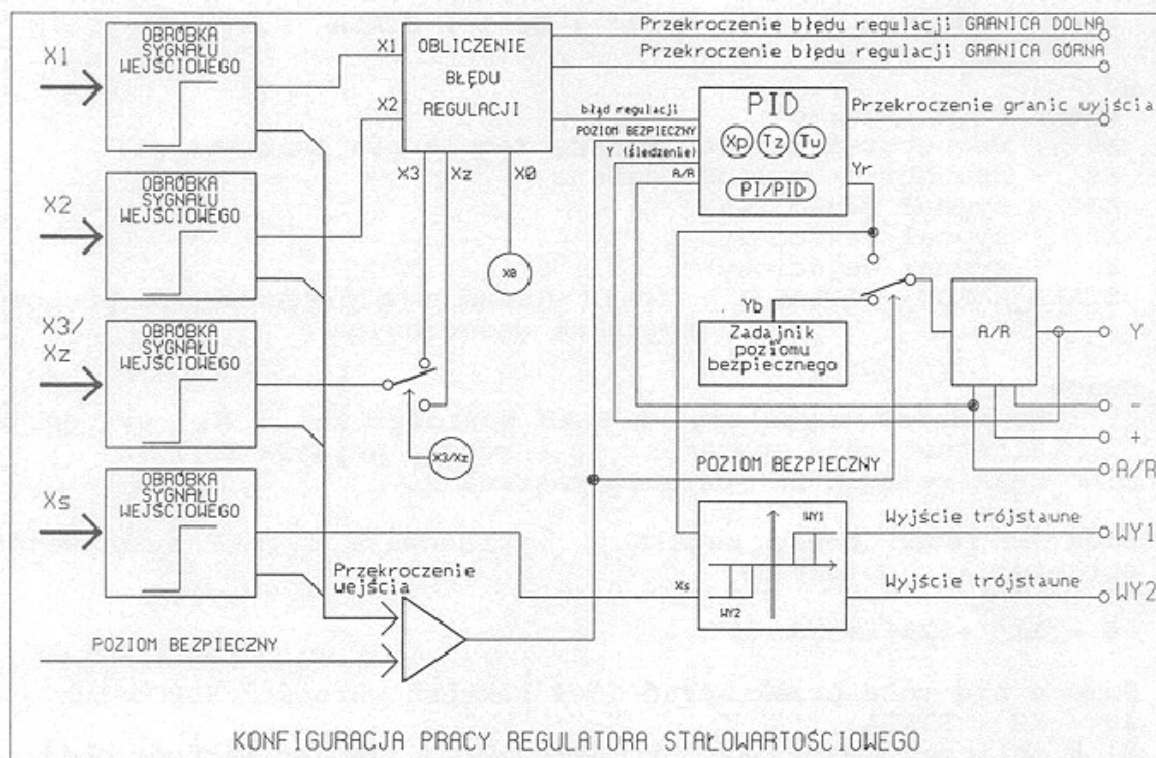 X1
OBRÓBKA
SYGNAŁU
WEJŚCIOWEGO
X2
OBRÓBKA
SYGNAŁU
WEJŚCIOWEGO
X3/
Xz
OBRÓBKA
SYGNAŁU
WEJŚCIOWEGO
Xs
OBRÓBKA
SYGNAŁU
WEJŚCIOWEGO
POZIOM BEZPIECZNY
Przekroczenie
wejścia
X1
X2
OBLICZENIE
BŁĘDU
REGULACJI
X3
Xz
X0
X0
X3/Xz
Przekroczenie błędu regulacji GRANICA DOLNA
Przekroczenie błędu regulacji GRANICA GÓRNA
błąd regulacji
POZIOM BEZPIECZNY
Y (śledzenie)
A/R
PID
Xp
Tz
Tu
PI/PID
Przekroczenie granic wyjścia
Yr
Yb
Zadajnik
poziomu
bezpiecznego
A/R
Y
-
+
A/R
POZIOM BEZPIECZNY
Xs
WY1
WY2
Wyjście trójstawne
WY1
Wyjście trójstawne
WY2
KONFIGURACJA PRACY REGULATORA STAŁOWARTOŚCIOWEGO